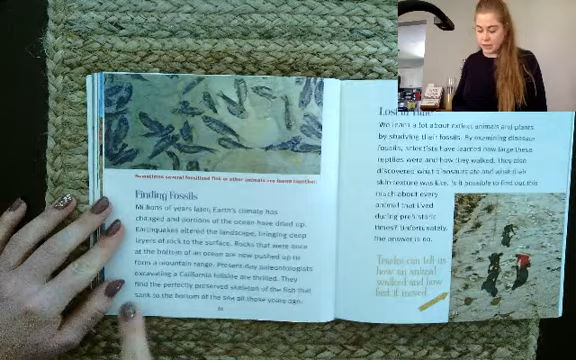 Sometimes several fossilized fish or other animals are found together.
Finding Fossils
Millions of years later, Earth's climate has
changed and portions of the ocean have dried up.
Earthquakes altered the landscape, bringing deep
layers of rock to the surface. Rocks that were once
at the bottom of an ocean are now pushed up to
form a mountain range. Present-day paleontologists
excavating a California hillside are thrilled. They
find the perfectly preserved skeleton of the fish that
sank to the bottom of the sea all those years ago.
Lost in Time
We learn a lot about extinct animals and plants
by studying their fossils. By examining dinosaur
fossils, scientists have learned how large these
reptiles were and how they walked. They also
discovered what dinosaurs ate and what their
skin texture was like. Is it possible to find out this
much about every
animal that lived
during prehistoric
times? Unfortunately,
the answer is no.
Tracks can tell us
how an animal
walked and how
fast it moved.